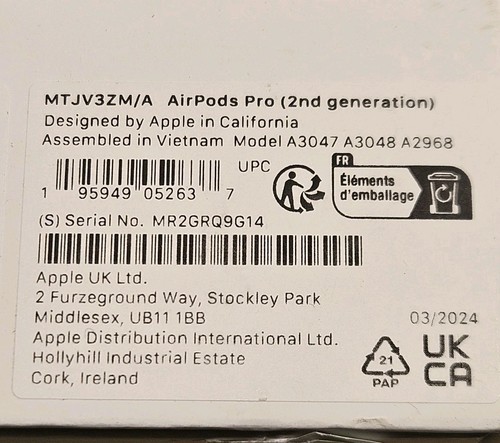 MTJV3ZM/A AirPods Pro (2nd generation)
Designed by Apple in California
Assembled in Vietnam Model A3047 A3048 A2968
UPC
1 95949 05263 7
FR
Éléments
d'emballage
(S) Serial No. MR2GRQ9G14
Apple UK Ltd.
2 Furzeground Way, Stockley Park
Middlesex, UB11 1BB
03/2024
Apple Distribution International Ltd.
Hollyhill Industrial Estate
Cork, Ireland
21
PAP
UK
CA